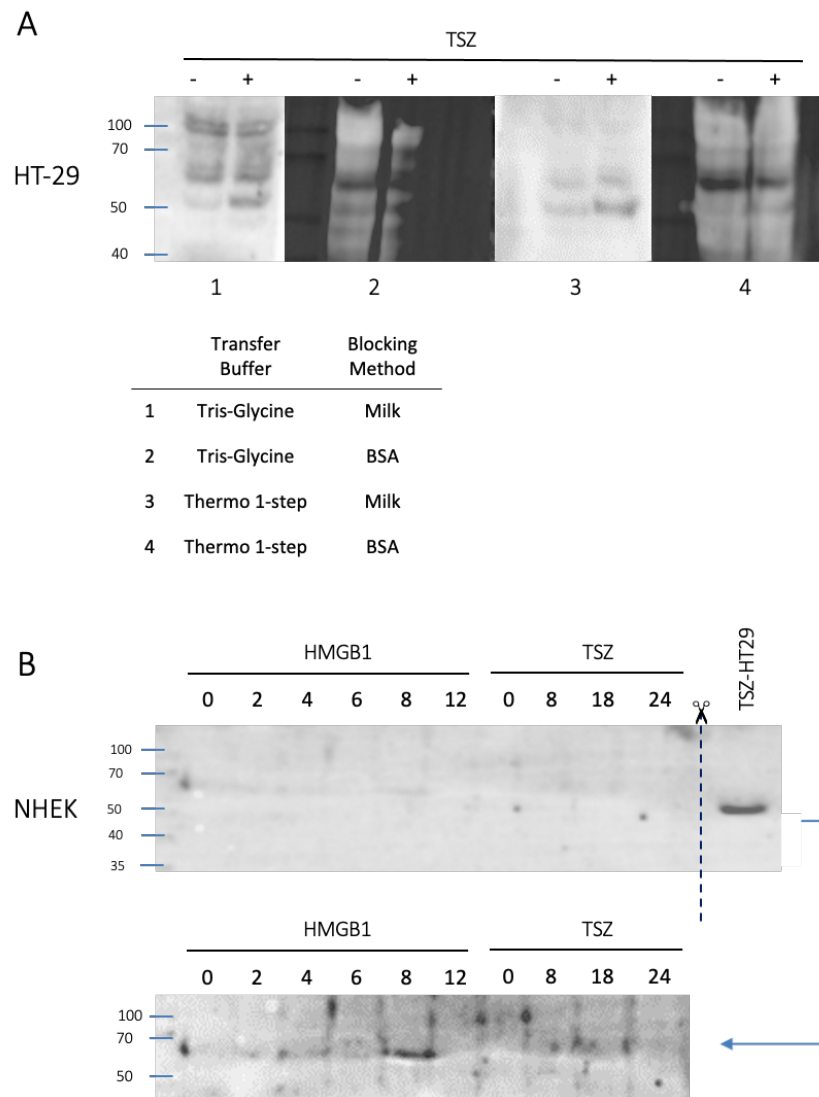 A
TSZ
- + - + - + - +
100
70
HT-29
50
40
1 2 3 4
Transfer Buffer Blocking Method
1 Tris-Glycine Milk
2 Tris-Glycine BSA
3 Thermo 1-step Milk
4 Thermo 1-step BSA
B
HMGB1 TSZ TSZ-HT29
0 2 4 6 8 12 0 8 18 24
100
70
NHEK
50
40
35
HMGB1 TSZ
0 2 4 6 8 12 0 8 18 24
100
70
50